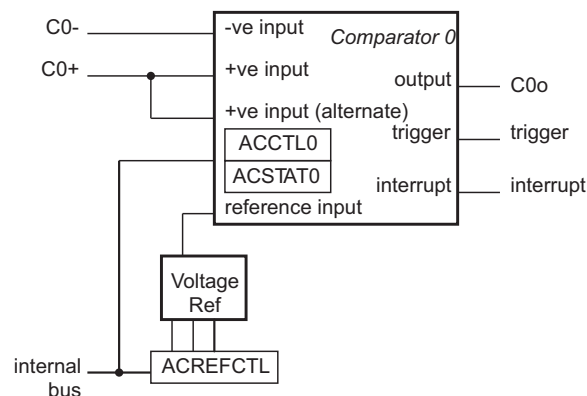 C0-
-ve input
Comparator 0
C0+
+ve input
output
C0o
+ve input (alternate)
trigger
trigger
ACCTL0
ACSTAT0
interrupt
interrupt
reference input
Voltage
Ref
internal
bus
ACREFCTL